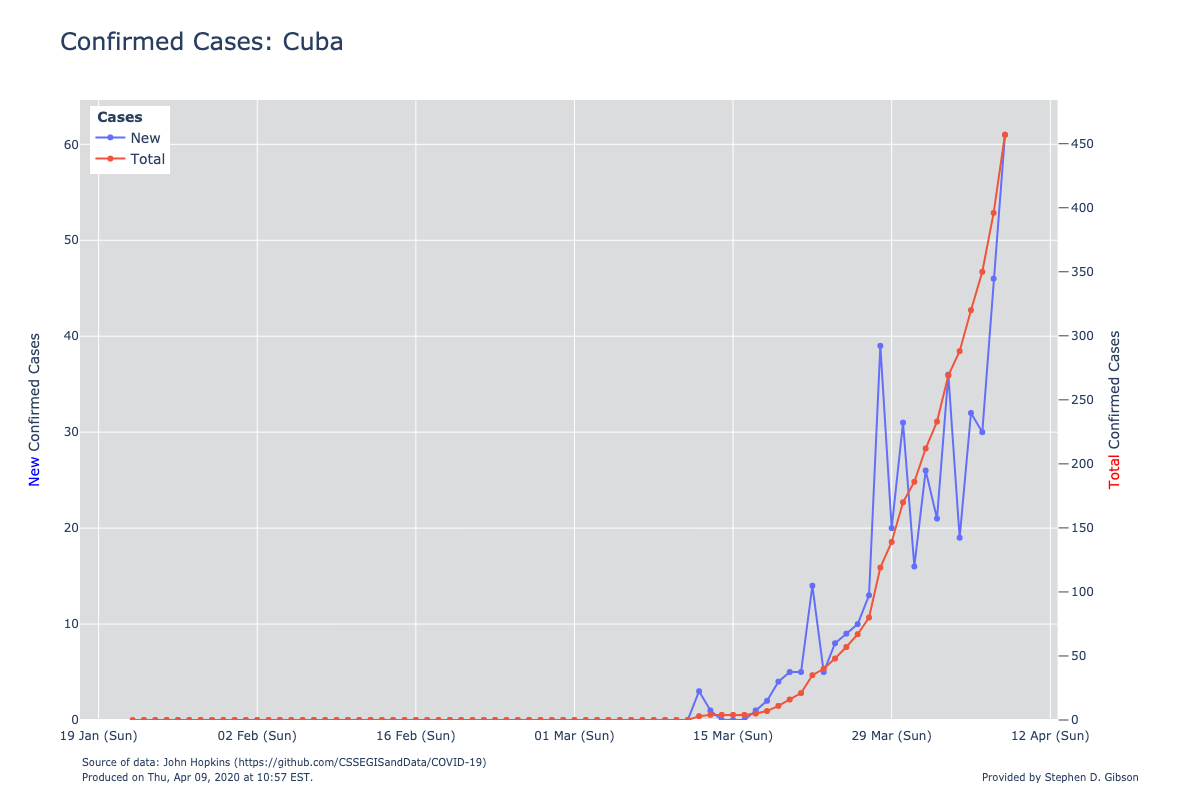 Confirmed Cases: Cuba
Cases
New
Total
60
50
40
30
20
10
0
New Confirmed Cases
450
400
350
300
250
200
150
100
50
0
Total Confirmed Cases
19 Jan (Sun) 02 Feb (Sun) 16 Feb (Sun) 01 Mar (Sun) 15 Mar (Sun) 29 Mar (Sun) 12 Apr (Sun)
Source of data: John Hopkins (https://github.com/CSSEGISandData/COVID-19)
Produced on Thu, Apr 09, 2020 at 10:57 EST.
Provided by Stephen D. Gibson